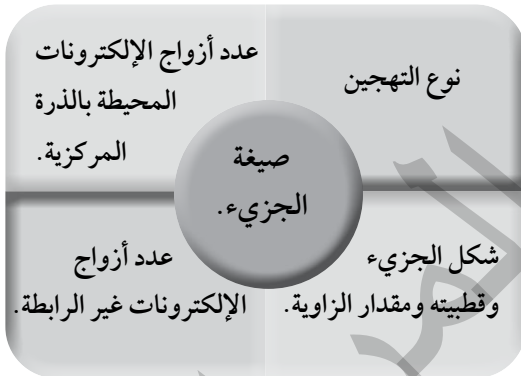 نوع التهجين
عدد أزواج الإلكترونات
المحيطة بالذرة
المركزية.
صيغة
الجزيء.
شكل الجزيء
وقطبيته ومقدار الزاوية.
عدد أزواج
الإلكترونات غير الرابطة.